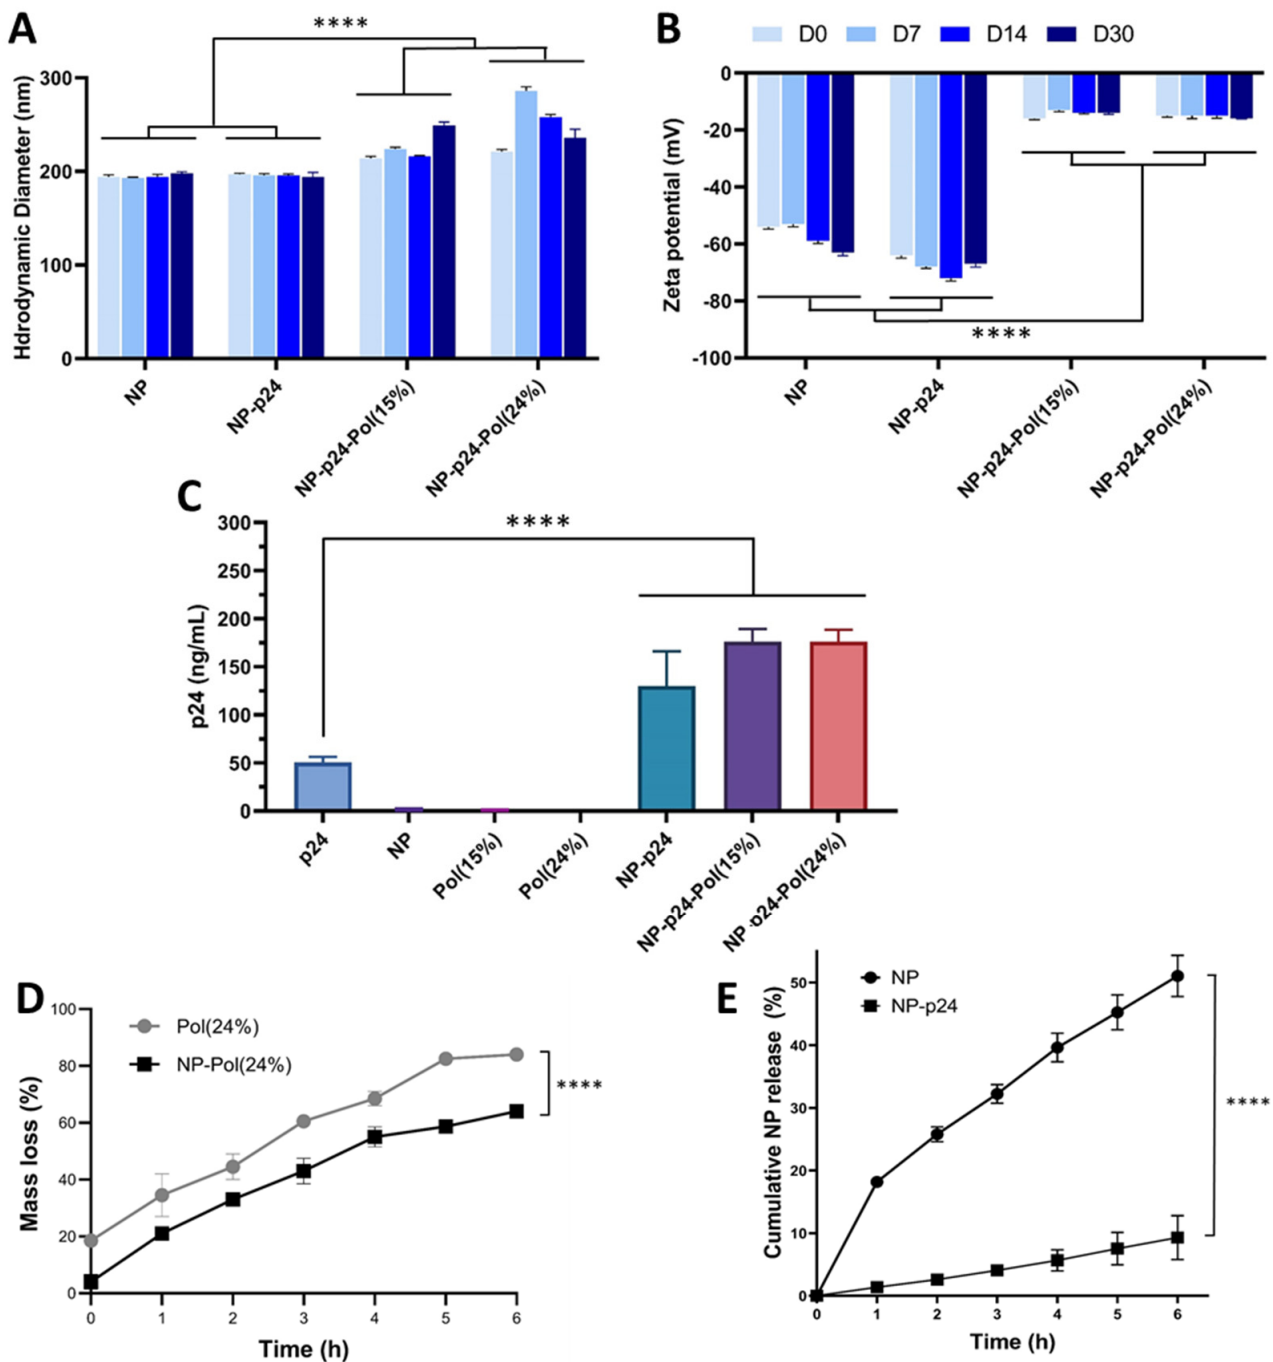 A
****
Hdrodynamic Diameter (nm)
300
200
100
0
NP
NP-p24
NP-p24-Pol(15%)
NP-p24-Pol(24%)
B
D0 D7 D14 D30
Zeta potential (mV)
0
-20
-40
-60
-80
-100
****
NP
NP-p24
NP-p24-Pol(15%)
NP-p24-Pol(24%)
C
****
p24 (ng/mL)
300
250
200
150
100
50
0
p24
NP
Pol(15%)
Pol(24%)
NP-p24
NP-p24-Pol(15%)
NP-p24-Pol(24%)
D
Mass loss (%)
100
80
60
40
20
0
Pol(24%)
NP-Pol(24%)
****
0 1 2 3 4 5 6
Time (h)
E
Cumulative NP release (%)
50
40
30
20
10
0
NP
NP-p24
****
0 1 2 3 4 5 6
Time (h)